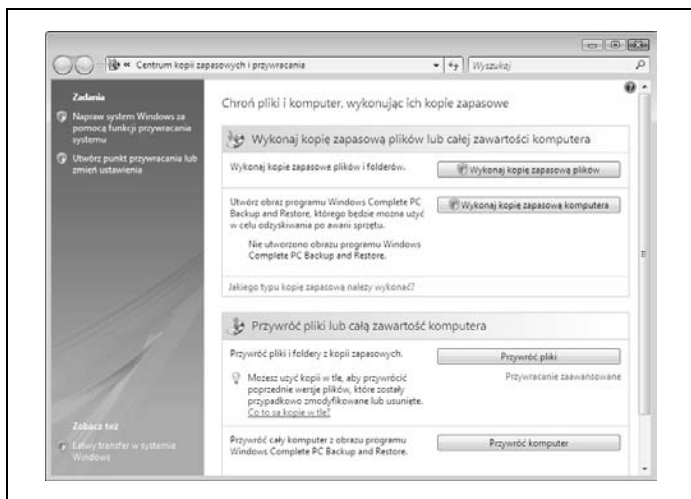 « Centrum kopii zapasowych i przywracania
Wyszukaj
Zadania
Napraw system Windows za
pomocą funkcji przywracania
systemu
Utwórz punkt przywracania lub
zmień ustawienia
Zobacz też
Łatwy transfer w systemie
Windows
Chroń pliki i komputer, wykonując ich kopie zapasowe
Wykonaj kopię zapasową plików lub całej zawartości komputera
Wykonaj kopie zapasowe plików i folderów.
Wykonaj kopię zapasową plików
Utwórz obraz programu Windows Complete PC
Backup and Restore, którego będzie można użyć
w celu odzyskiwania po awarii sprzętu.
Wykonaj kopię zapasową komputera
Nie utworzono obrazu programu Windows
Complete PC Backup and Restore.
Jakiego typu kopię zapasową należy wykonać?
Przywróć pliki lub całą zawartość komputera
Przywróć pliki i foldery z kopii zapasowych.
Przywróć pliki
Możesz użyć kopii w tle, aby przywrócić
poprzednie wersje plików, które zostały
przypadkowo zmodyfikowane lub usunięte.
Co to są kopie w tle?
Przywracanie zaawansowane
Przywróć cały komputer z obrazu programu
Windows Complete PC Backup and Restore.
Przywróć komputer